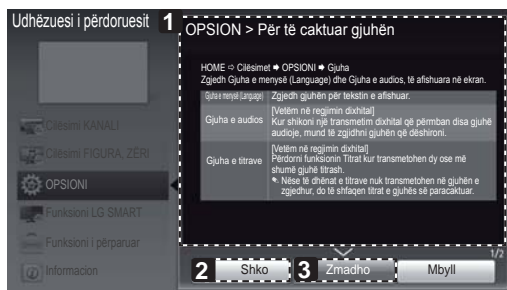 Udhëzuesi i përdoruesit
1
OPSION > Për të caktuar gjuhën
HOME ⇨ Cilësimet ➡ OPSIONI ➡ Gjuha
Zgjedh Gjuha e menysë (Language) dhe Gjuha e audios, të afishuara në ekran.
Gjuha e menysë (Language) Zgjedh gjuhën për tekstin e afishuar.
Gjuha e audios
[Vetëm në regjimin dixhital]
Kur shikoni një transmetim dixhital që përmban disa gjuhë
audioje, mund të zgjidhni gjuhën që dëshironi.
Gjuha e titrave
[Vetëm në regjimin dixhital]
Përdorni funksionin Titrat kur transmetohen dy ose më
shumë gjuhë titrash.
✎ Nëse të dhënat e titrave nuk transmetohen në gjuhën e
zgjedhur, do të shfaqen titrat e gjuhës së paracaktuar.
Cilësimi KANALI
Cilësimi FIGURA, ZËRI
OPSIONI
Funksioni LG SMART
Funksioni i përparuar
Informacion
1/2
2 Shko
3 Zmadho
Mbyll